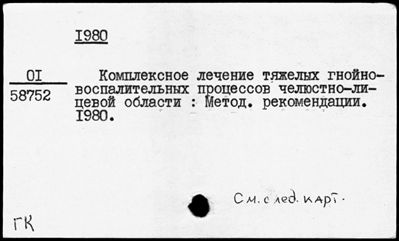 1980
OI
58752
Комплексное лечение тяжелых гнойно-
воспалительных процессов челюстно-ли-
цевой области : Метод. рекомендации.
1980.
См. след. карт.
ГК